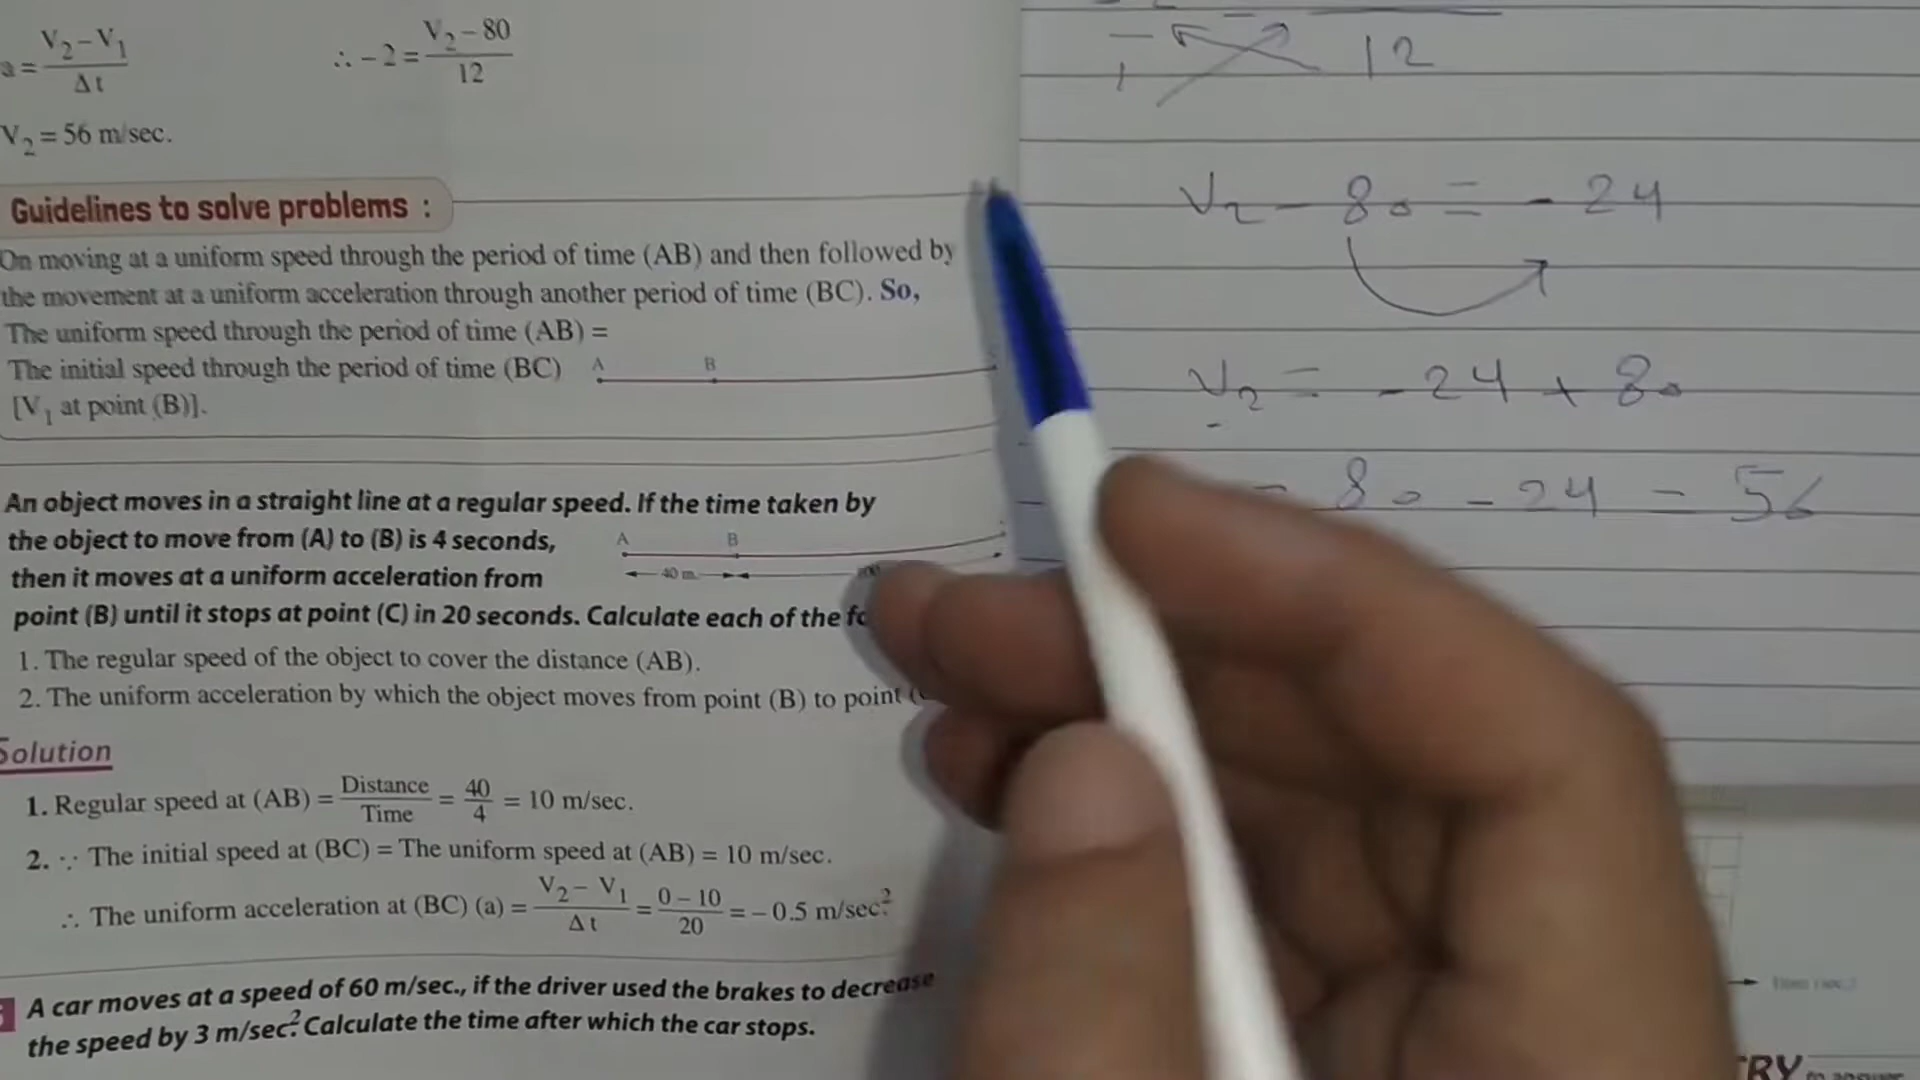 a = V₂ – V₁ / Δt ∴ – 2 = V₂ – 80 / 12
V₂ = 56 m/sec.
Guidelines to solve problems :
On moving at a uniform speed through the period of time (AB) and then followed by
the movement at a uniform acceleration through another period of time (BC). So,
The uniform speed through the period of time (AB) =
The initial speed through the period of time (BC)
[V₁ at point (B)].
A B
An object moves in a straight line at a regular speed. If the time taken by
the object to move from (A) to (B) is 4 seconds,
then it moves at a uniform acceleration from
A B
40 m.
point (B) until it stops at point (C) in 20 seconds. Calculate each of the
1. The regular speed of the object to cover the distance (AB).
2. The uniform acceleration by which the object moves from point (B) to point
Solution
1. Regular speed at (AB) = Distance / Time = 40 / 4 = 10 m/sec.
2. ∵ The initial speed at (BC) = The uniform speed at (AB) = 10 m/sec.
∴ The uniform acceleration at (BC) (a) = V₂ – V₁ / Δt = 0 – 10 / 20 = – 0.5 m/sec².
A car moves at a speed of 60 m/sec., if the driver used the brakes to decrease
the speed by 3 m/sec². Calculate the time after which the car stops.
1 12
V₂ – 80 = – 24
V₂ = – 24 + 80
= 80 – 24 = 56